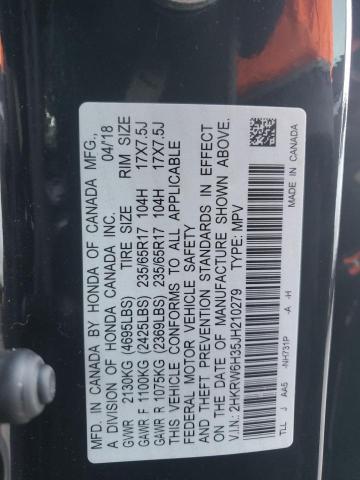 MFD. IN CANADA BY HONDA OF CANADA MFG.,
A DIVISION OF HONDA CANADA INC. 04/18
GVWR 2130KG (4695LBS) TIRE SIZE RIM SIZE
GAWR F 1100KG (2425LBS) 235/65R17 104H 17X7.5J
GAWR R 1075KG (2369LBS) 235/65R17 104H 17X7.5J
THIS VEHICLE CONFORMS TO ALL APPLICABLE
FEDERAL MOTOR VEHICLE SAFETY
AND THEFT PREVENTION STANDARDS IN EFFECT
ON THE DATE OF MANUFACTURE SHOWN ABOVE.
V.I.N.: 2HKRW6H35JH210279 TYPE: MPV
NH731P -A -H
TLL J AA5
MADE IN
CANADA